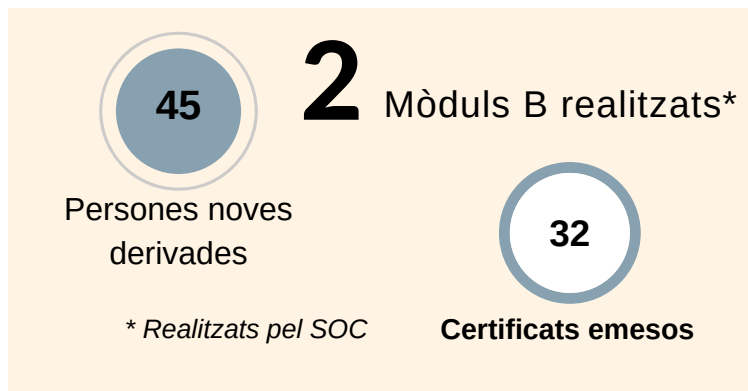 45
Persones noves
derivades
2 Mòduls B realitzats*
32
Certificats emesos
* Realitzats pel SOC